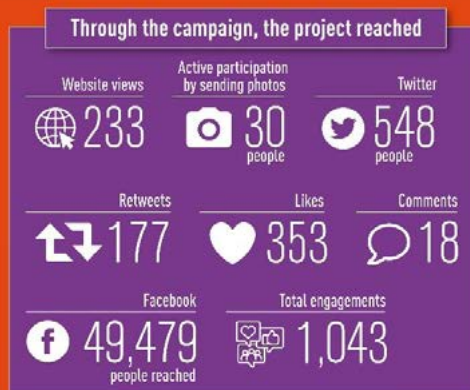 Through the campaign, the project reached
Website views
233
Active participation
by sending photos
30
people
Twitter
548
people
Retweets
177
Likes
353
Comments
18
Facebook
49,479
people reached
Total engagements
1,043